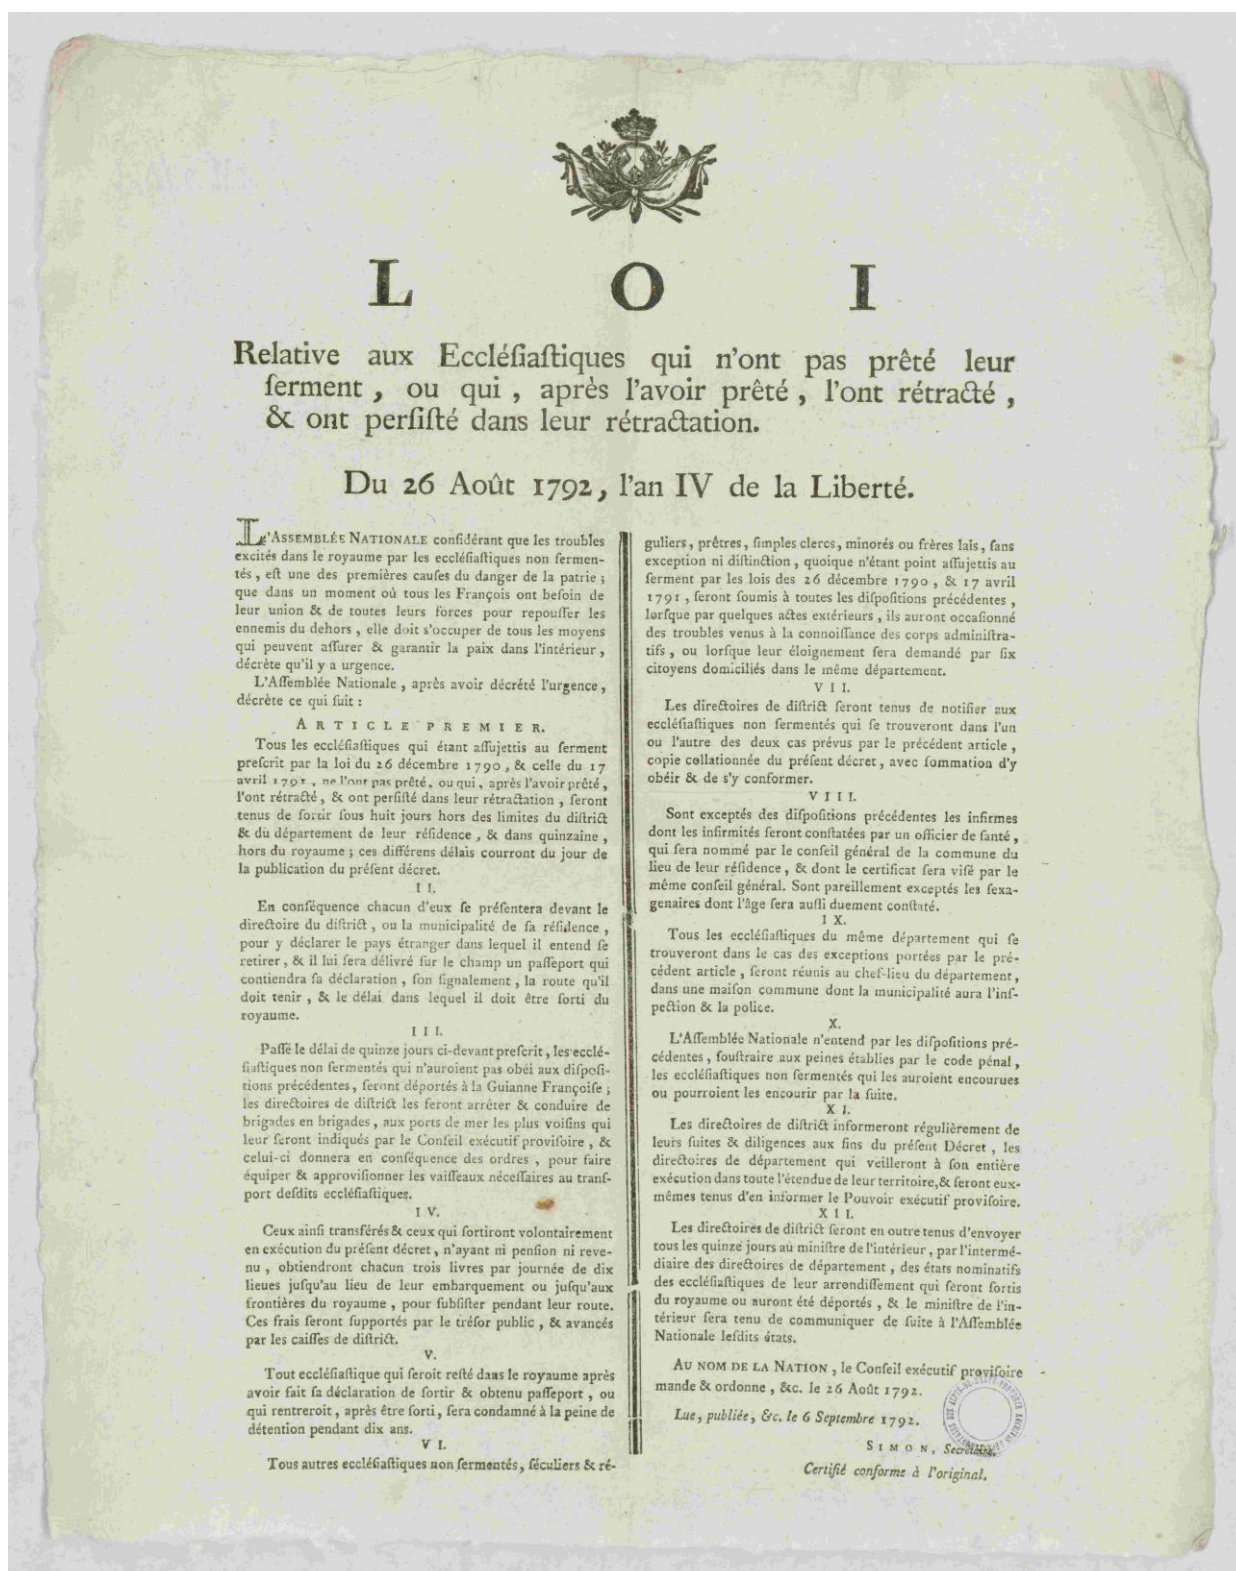 L O I
Relative aux Eccléſiaſtiques qui n'ont pas prêté leur
ſerment, ou qui, après l'avoir prêté, l'ont rétracté,
& ont perſiſté dans leur rétractation.
Du 26 Août 1792, l'an IV de la Liberté.
L'ASSEMBLÉE NATIONALE conſidérant que les troubles
excités dans le royaume par les eccléſiaſtiques non ſermen-
tés, eſt une des premières cauſes du danger de la patrie;
que dans un moment où tous les François ont beſoin de
leur union & de toutes leurs forces pour repouſſer les
ennemis du dehors, elle doit s'occuper de tous les moyens
qui peuvent aſſurer & garantir la paix dans l'intérieur,
décrète qu'il y a urgence.
L'Aſſemblée Nationale, après avoir décrété l'urgence,
décrète ce qui ſuit:
ARTICLE PREMIER.
Tous les eccléſiaſtiques qui étant aſſujettis au ſerment
preſcrit par la loi du 26 décembre 1790, & celle du 17
avril 1791, ne l'ont pas prêté, ou qui, après l'avoir prêté,
l'ont rétracté, & ont perſiſté dans leur rétractation, ſeront
tenus de ſortir ſous huit jours hors des limites du diſtrict
& du département de leur réſidence, & dans quinzaine,
hors du royaume; ces différens délais courront du jour de
la publication du préſent décret.
II.
En conſéquence chacun d'eux ſe préſentera devant le
directoire du diſtrict, ou la municipalité de ſa réſidence,
pour y déclarer le pays étranger dans lequel il entend ſe
retirer, & il lui ſera délivré ſur le champ un paſſeport qui
contiendra ſa déclaration, ſon ſignalement, la route qu'il
doit tenir, & le délai dans lequel il doit être ſorti du
royaume.
III.
Paſſé le délai de quinze jours ci-devant preſcrit, les ecclé-
ſiaſtiques non ſermentés qui n'auroient pas obéi aux diſpoſi-
tions précédentes, ſeront déportés à la Guianne Françoiſe;
les directoires de diſtrict les feront arrêter & conduire de
brigades en brigades, aux ports de mer les plus voiſins qui
leur ſeront indiqués par le Conſeil exécutif proviſoire, &
celui-ci donnera en conſéquence des ordres, pour faire
équiper & approviſionner les vaiſſeaux néceſſaires au tranſ-
port deſdits eccléſiaſtiques.
IV.
Ceux ainſi transférés & ceux qui ſortiront volontairement
en exécution du préſent décret, n'ayant ni penſion ni reve-
nu, obtiendront chacun trois livres par journée de dix
lieues juſqu'au lieu de leur embarquement ou juſqu'aux
frontières du royaume, pour ſubſiſter pendant leur route.
Ces frais ſeront ſupportés par le tréſor public, & avancés
par les caiſſes de diſtrict.
V.
Tout eccléſiaſtique qui ſeroit reſté dans le royaume après
avoir fait ſa déclaration de ſortir & obtenu paſſeport, ou
qui rentreroit, après être ſorti, ſera condamné à la peine de
détention pendant dix ans.
VI.
Tous autres eccléſiaſtiques non ſermentés, ſéculiers & ré-
guliers, prêtres, ſimples clercs, minorés ou frères lais, ſans
exception ni diſtinction, quoique n'étant point aſſujettis au
ſerment par les lois des 26 décembre 1790, & 17 avril
1791, ſeront ſoumis à toutes les diſpoſitions précédentes,
lorſque par quelques actes extérieurs, ils auront occaſionné
des troubles venus à la connoiſſance des corps adminiſtra-
tifs, ou lorſque leur éloignement ſera demandé par ſix
citoyens domiciliés dans le même département.
VII.
Les directoires de diſtrict ſeront tenus de notifier aux
eccléſiaſtiques non ſermentés qui ſe trouveront dans l'un
ou l'autre des deux cas prévus par le précédent article,
copie collationnée du préſent décret, avec ſommation d'y
obéir & de s'y conformer.
VIII.
Sont exceptés des diſpoſitions précédentes les infirmes
dont les infirmités ſeront conſtatées par un officier de ſanté,
qui ſera nommé par le conſeil général de la commune du
lieu de leur réſidence, & dont le certificat ſera viſé par le
même conſeil général. Sont pareillement exceptés les ſexa-
genaires dont l'âge ſera auſſi duement conſtaté.
IX.
Tous les eccléſiaſtiques du même département qui ſe
trouveront dans le cas des exceptions portées par le pré-
cédent article, ſeront réunis au chef-lieu du département,
dans une maiſon commune dont la municipalité aura l'inſ-
pection & la police.
X.
L'Aſſemblée Nationale n'entend par les diſpoſitions pré-
cédentes, ſouſtraire aux peines établies par le code pénal,
les eccléſiaſtiques non ſermentés qui les auroient encourues
ou pourroient les encourir par la ſuite.
XI.
Les directoires de diſtrict informeront régulièrement de
leurs ſuites & diligences aux fins du préſent Décret, les
directoires de département qui veilleront à ſon entière
exécution dans toute l'étendue de leur territoire, & ſeront eux-
mêmes tenus d'en informer le Pouvoir exécutif proviſoire.
XII.
Les directoires de diſtrict ſeront en outre tenus d'envoyer
tous les quinze jours au miniſtre de l'intérieur, par l'intermé-
diaire des directoires de département, des états nominatifs
des eccléſiaſtiques de leur arrondiſſement qui ſeront ſortis
du royaume ou auront été déportés, & le miniſtre de l'in-
térieur ſera tenu de communiquer de ſuite à l'Aſſemblée
Nationale leſdits états.
AU NOM DE LA NATION, le Conſeil exécutif proviſoire
mande & ordonne, &c. le 26 Août 1792.
Lue, publiée, &c. le 6 Septembre 1792.
SIMON, Secrétaire.
Certifié conforme à l'original.